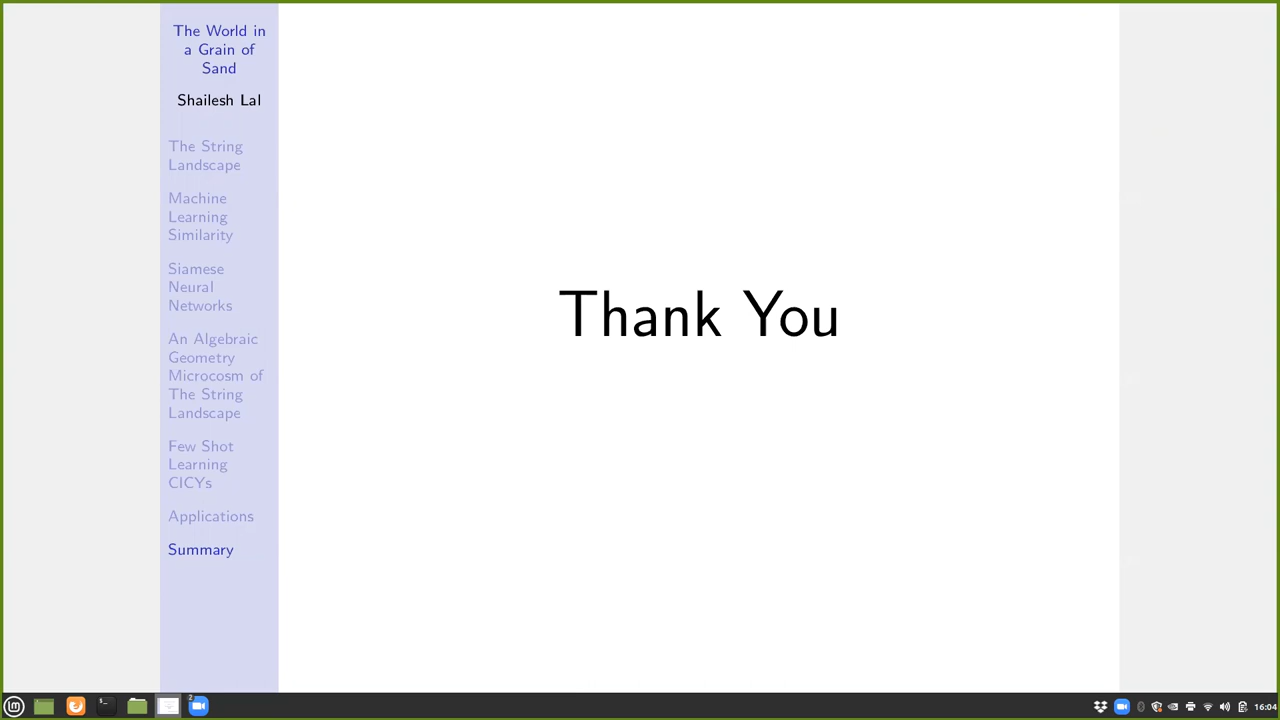 The World in
a Grain of
Sand
Shailesh Lal
The String
Landscape
Machine
Learning
Similarity
Siamese
Neural
Networks
An Algebraic
Geometry
Microcosm of
The String
Landscape
Few Shot
Learning
CICYs
Applications
Summary
Thank You
2
16:04